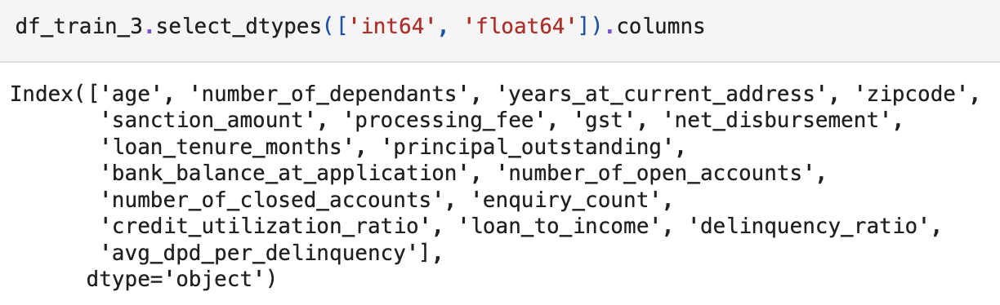 df_train_3.select_dtypes(['int64', 'float64']).columns
Index(['age', 'number_of_dependants', 'years_at_current_address', 'zipcode',
'sanction_amount', 'processing_fee', 'gst', 'net_disbursement',
'loan_tenure_months', 'principal_outstanding',
'bank_balance_at_application', 'number_of_open_accounts',
'number_of_closed_accounts', 'enquiry_count',
'credit_utilization_ratio', 'loan_to_income', 'delinquency_ratio',
'avg_dpd_per_delinquency'],
dtype='object')